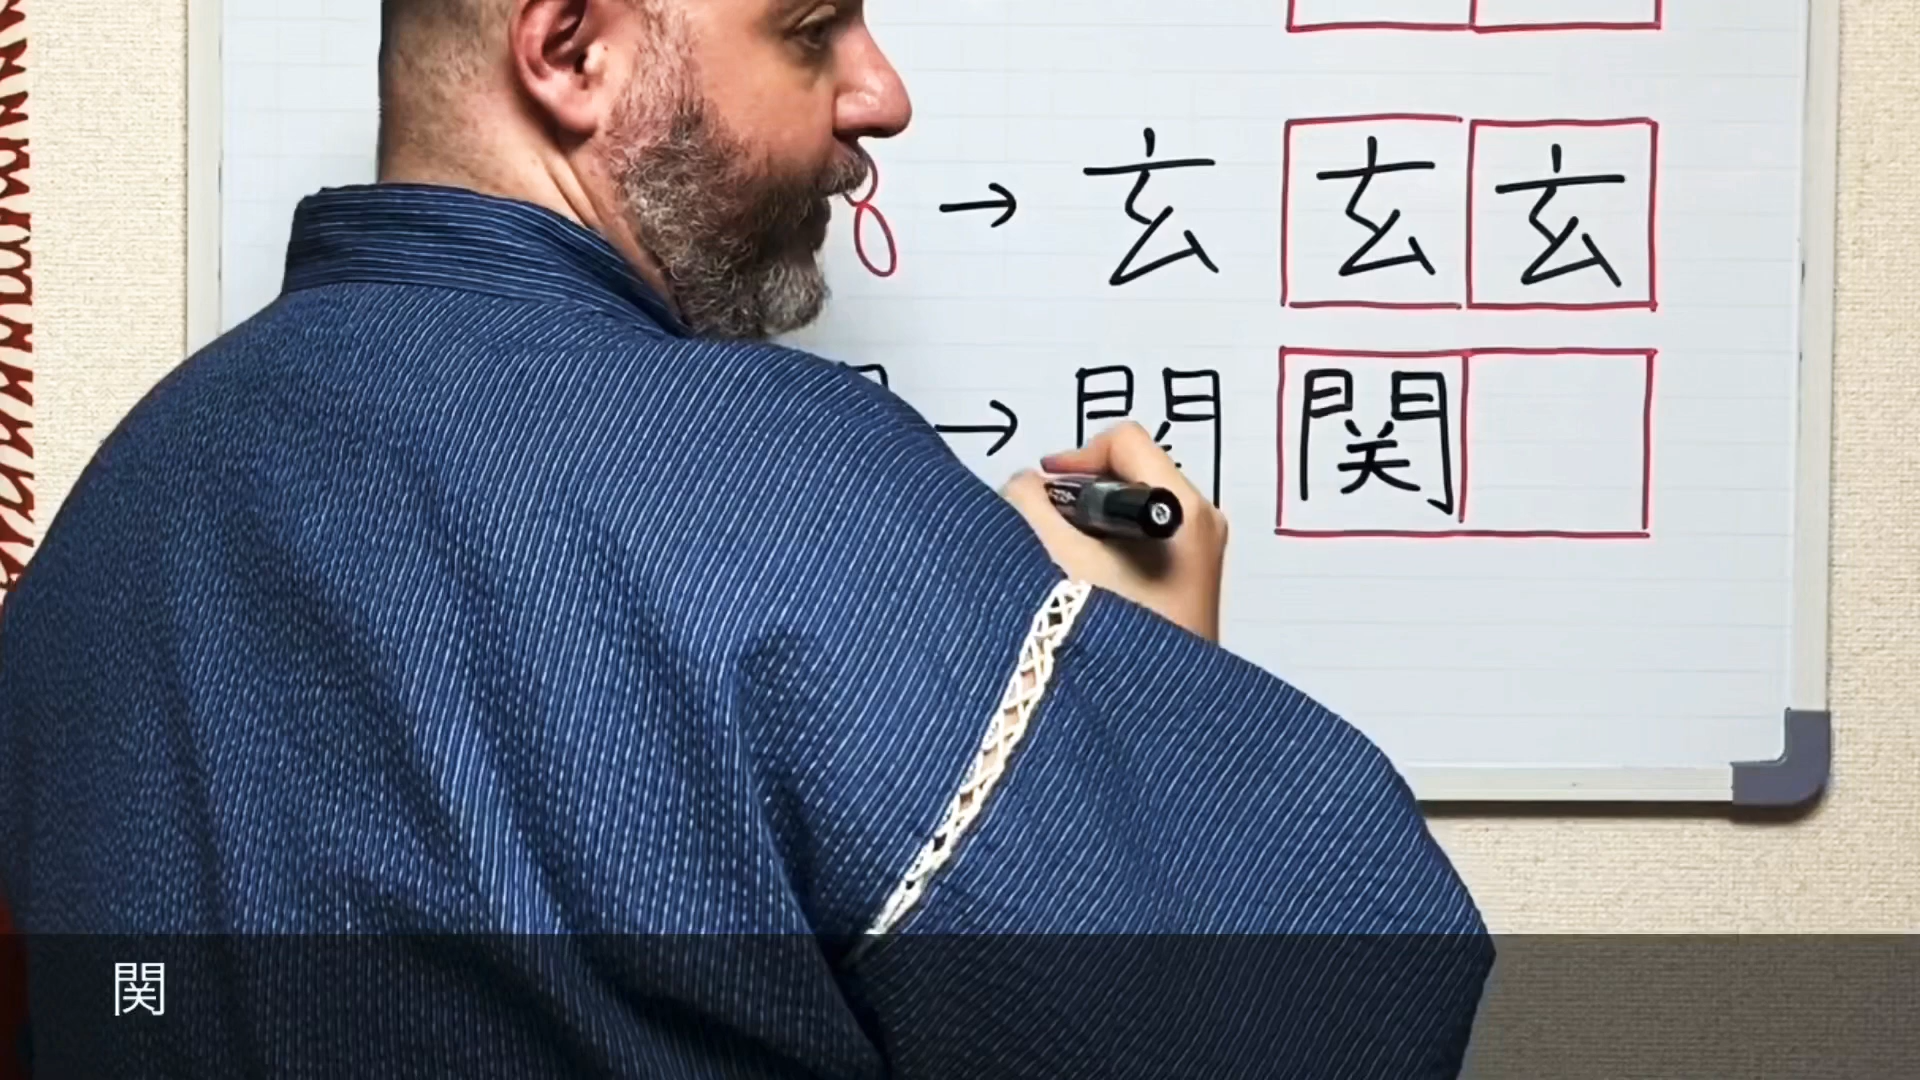 → 玄 玄 玄
→ 関 関
関